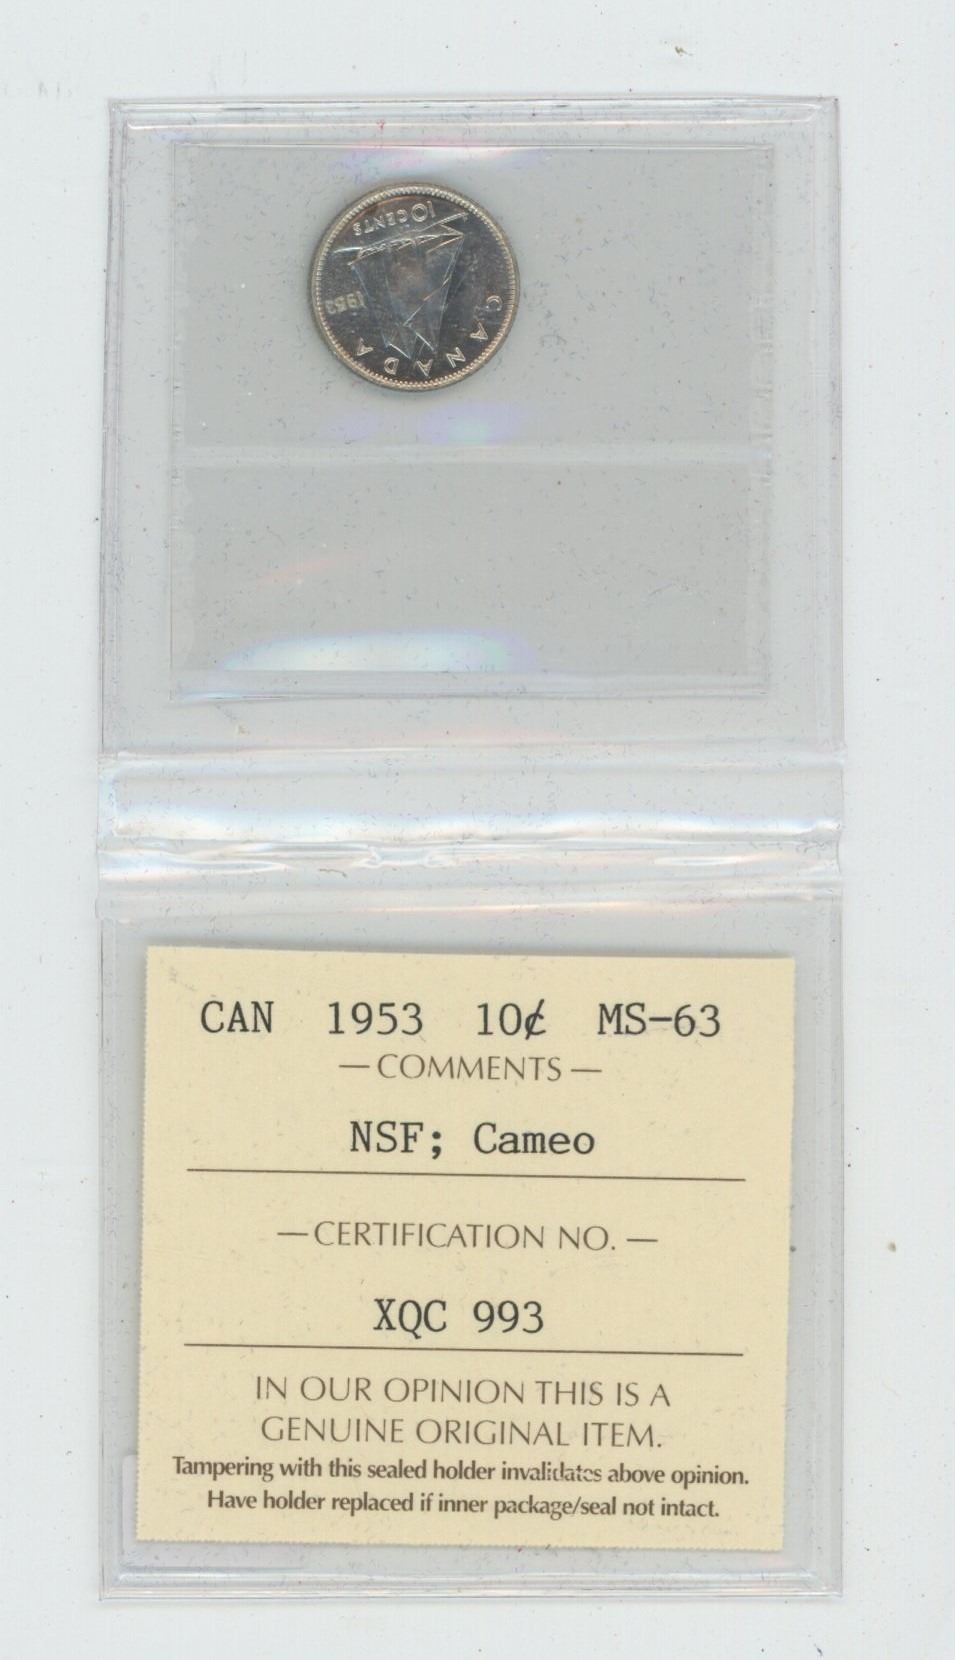 10 CENTS
1953
CANADA
CAN 1953 10¢ MS-63
— COMMENTS —
NSF; Cameo
— CERTIFICATION NO. —
XQC 993
IN OUR OPINION THIS IS A
GENUINE ORIGINAL ITEM.
Tampering with this sealed holder invalidates above opinion.
Have holder replaced if inner package/seal not intact.